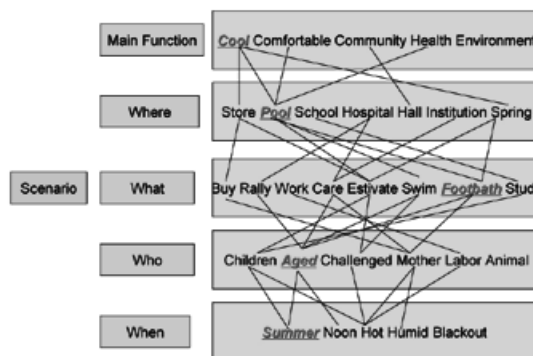 Main Function
Cool Comfortable Community Health Environment
Where
Store Pool School Hospital Hall Institution Spring
Scenario
What
Buy Rally Work Care Estivate Swim Footbath Stud
Who
Children Aged Challenged Mother Labor Animal
When
Summer Noon Hot Humid Blackout